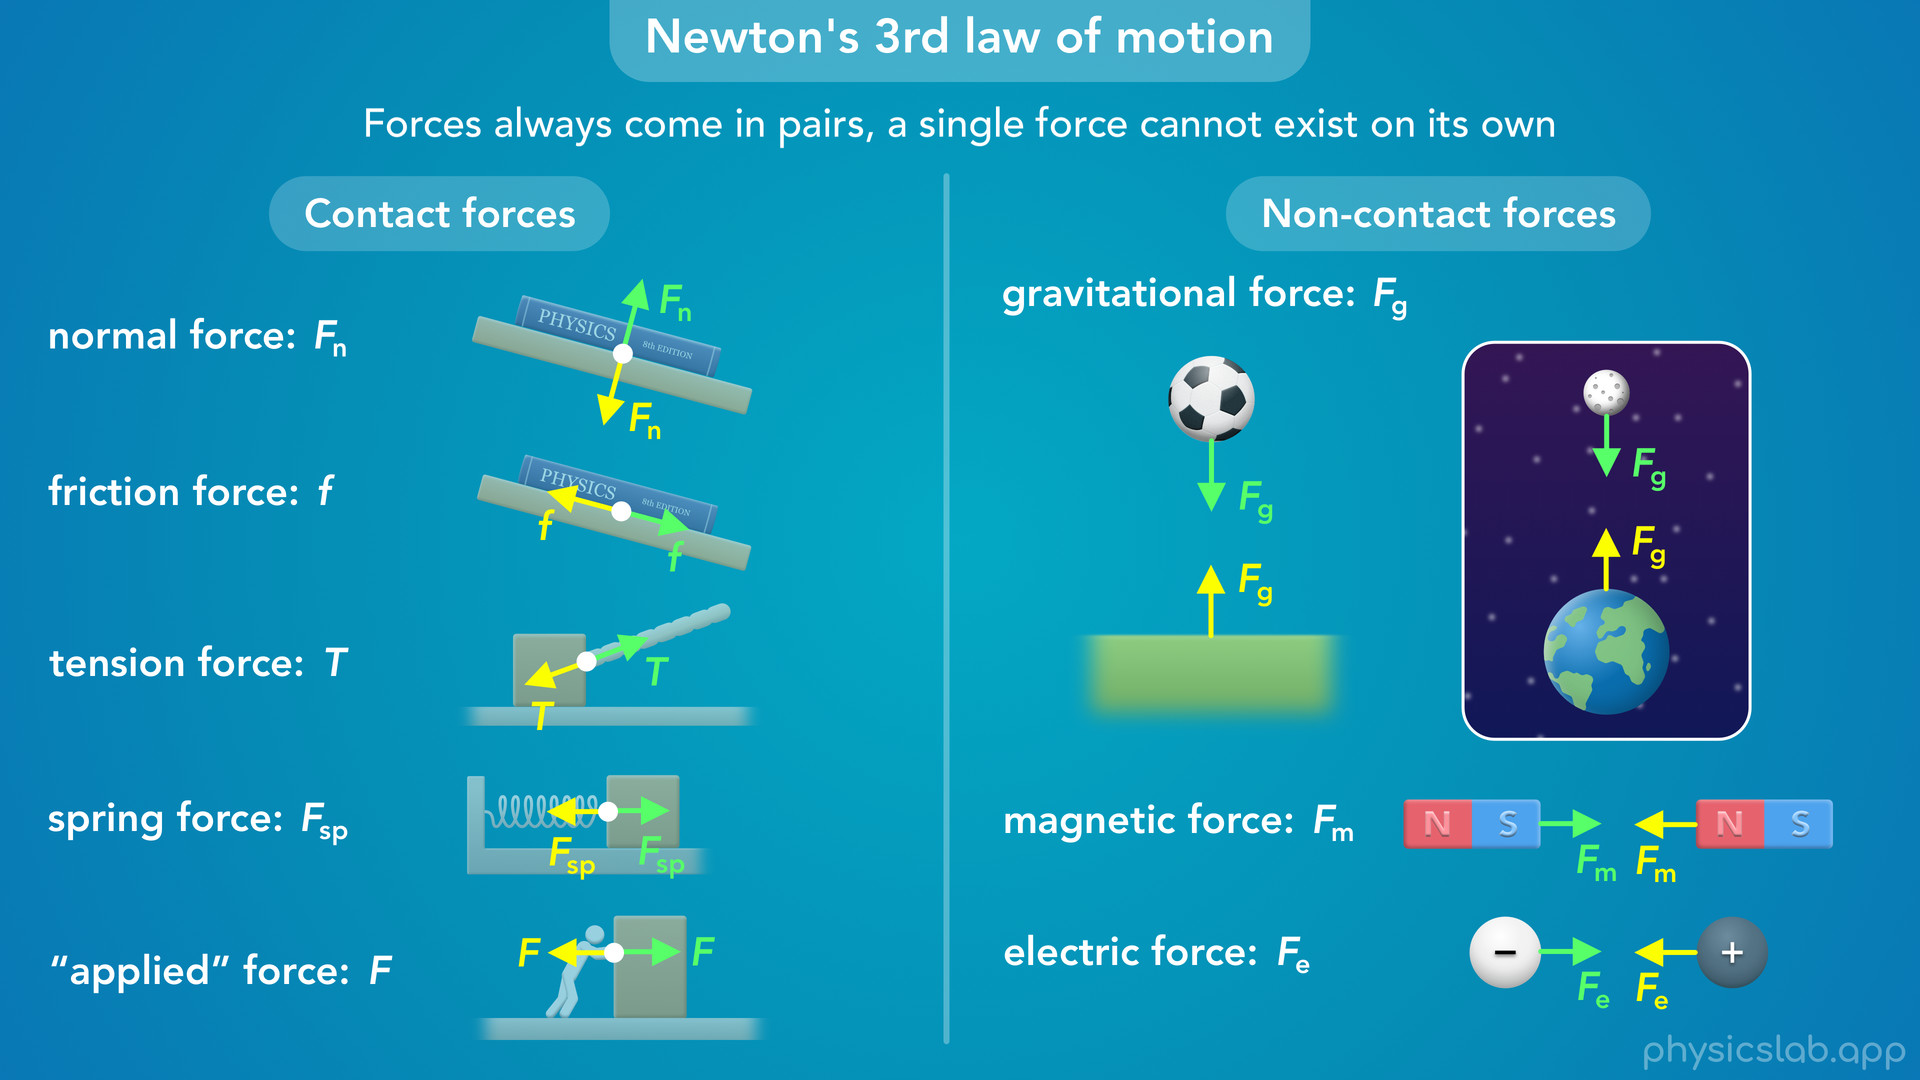 Newton's 3rd law of motion
Forces always come in pairs, a single force cannot exist on its own
Contact forces
normal force: Fn
PHYSICS 8th EDITION
Fn
Fn
friction force: f
PHYSICS 8th EDITION
f
f
tension force: T
T
T
spring force: Fsp
Fsp
Fsp
“applied” force: F
F
F
Non-contact forces
gravitational force: Fg
Fg
Fg
Fg
Fg
magnetic force: Fm
N S
N S
Fm
Fm
electric force: Fe
−
+
Fe
Fe
physicslab.app